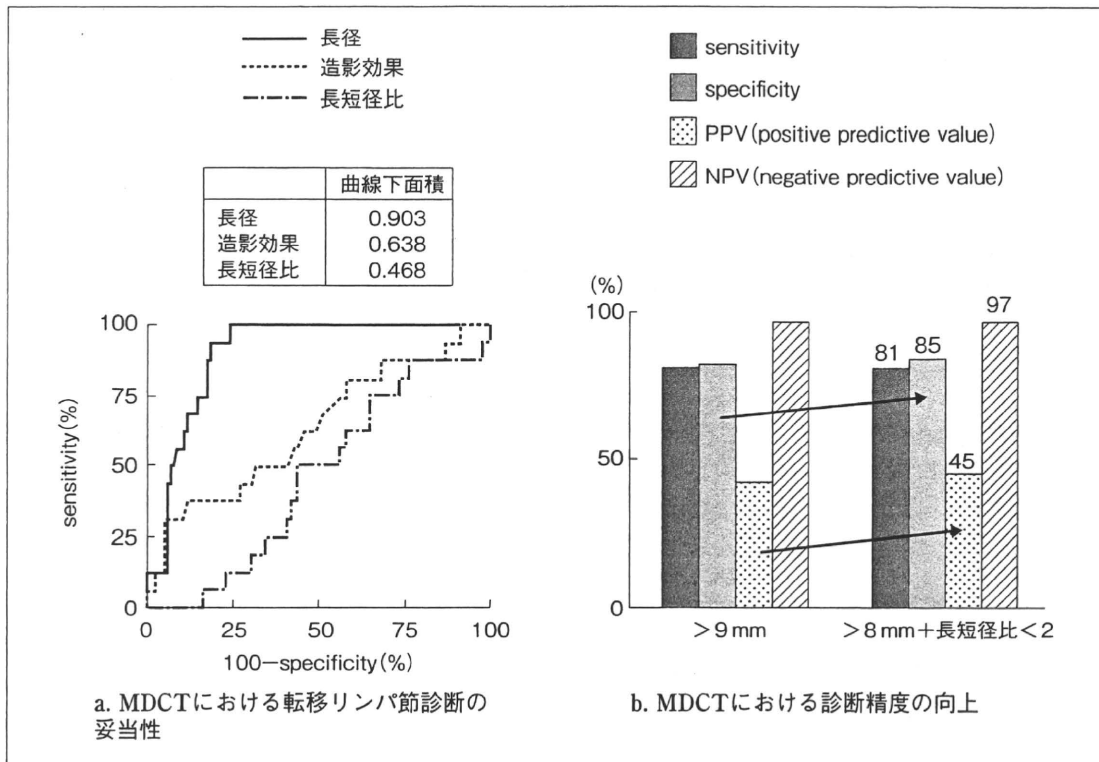 長径
造影効果
長短径比
曲線下面積
長径 0.903
造影効果 0.638
長短径比 0.468
100
75
50
25
0
sensitivity(%)
0 25 50 75 100
100−specificity(%)
a. MDCTにおける転移リンパ節診断の
妥当性
sensitivity
specificity
PPV(positive predictive value)
NPV(negative predictive value)
(%)
100
50
0
81 85 45 97
>9mm >8mm+長短径比<2
b. MDCTにおける診断精度の向上